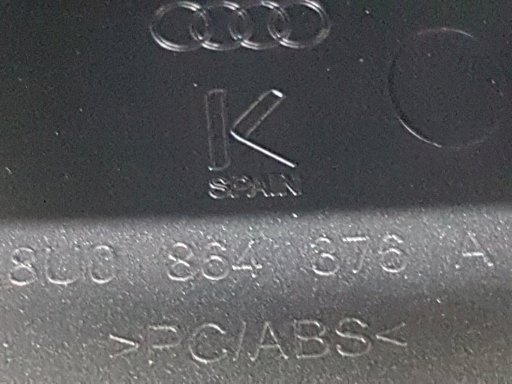 K
SPAIN
8U0 864 376 A
>PC/ABS<